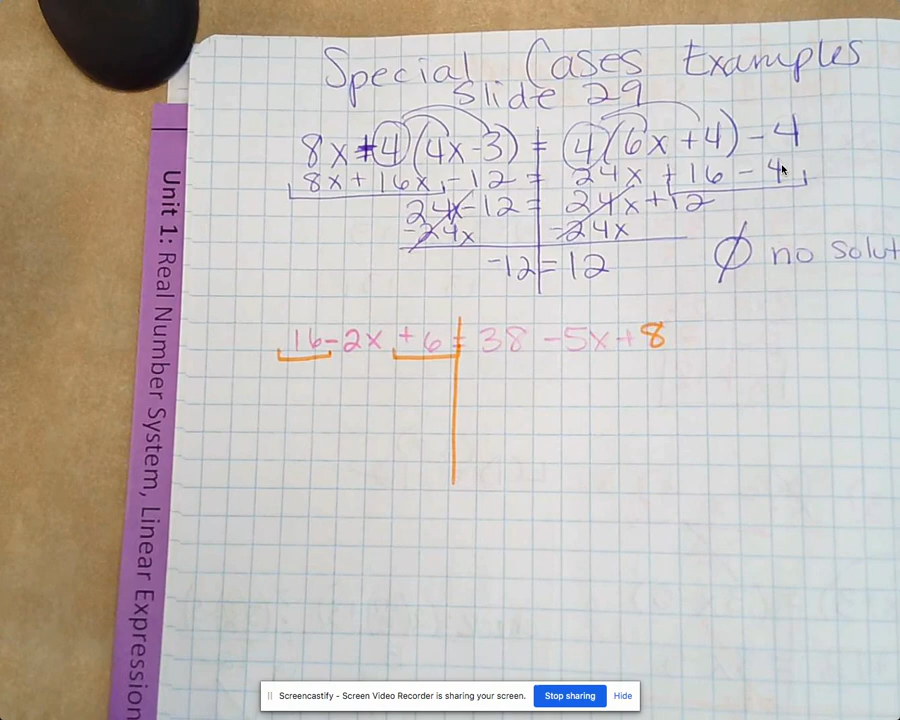 Special Cases Examples
Slide 29
8x + 4(4x - 3) = 4(6x + 4) - 4
8x + 16x - 12 = 24x + 16 - 4
24x - 12 = 24x + 12
-24x -24x
-12 = 12 ∅ no solut
16 - 2x + 6 = 38 - 5x + 8
Unit 1: Real Number System, Linear Expression
Screencastify - Screen Video Recorder is sharing your screen. Stop sharing Hide